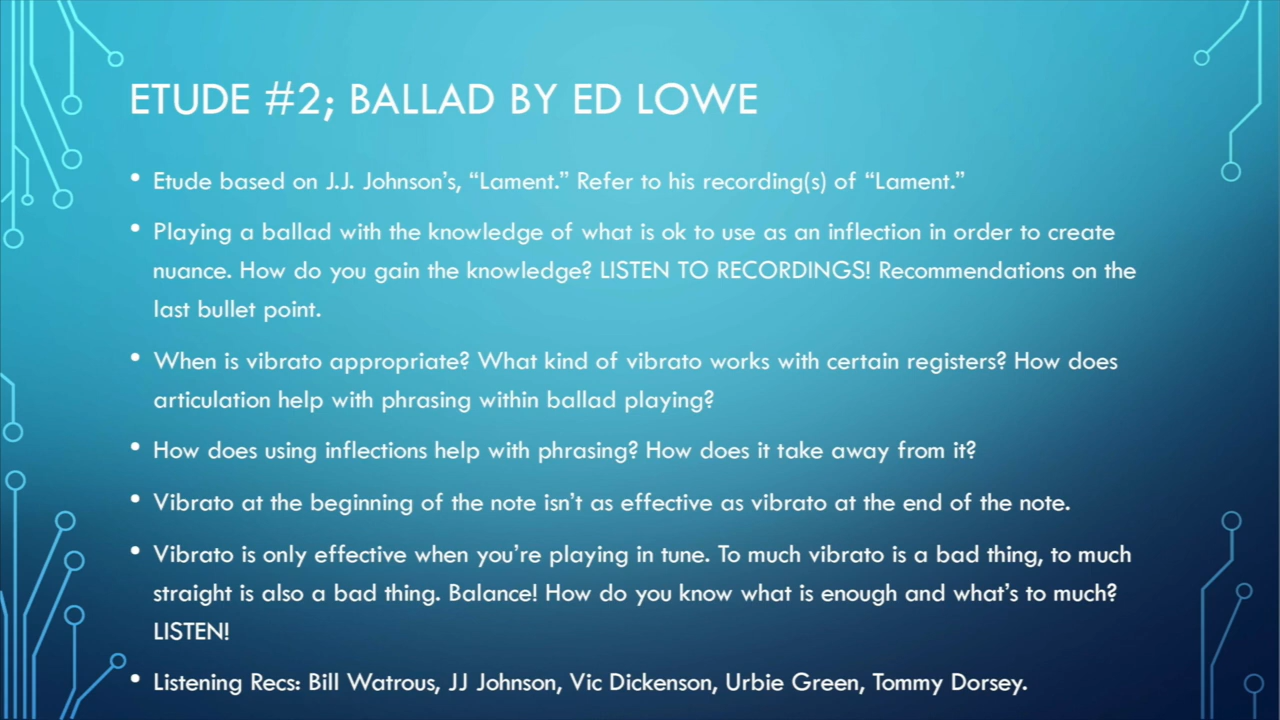 ETUDE #2; BALLAD BY ED LOWE
• Etude based on J.J. Johnson's, “Lament.” Refer to his recording(s) of “Lament.”
• Playing a ballad with the knowledge of what is ok to use as an inflection in order to create
nuance. How do you gain the knowledge? LISTEN TO RECORDINGS! Recommendations on the
last bullet point.
• When is vibrato appropriate? What kind of vibrato works with certain registers? How does
articulation help with phrasing within ballad playing?
• How does using inflections help with phrasing? How does it take away from it?
• Vibrato at the beginning of the note isn't as effective as vibrato at the end of the note.
• Vibrato is only effective when you're playing in tune. To much vibrato is a bad thing, to much
straight is also a bad thing. Balance! How do you know what is enough and what's to much?
LISTEN!
• Listening Recs: Bill Watrous, JJ Johnson, Vic Dickenson, Urbie Green, Tommy Dorsey.